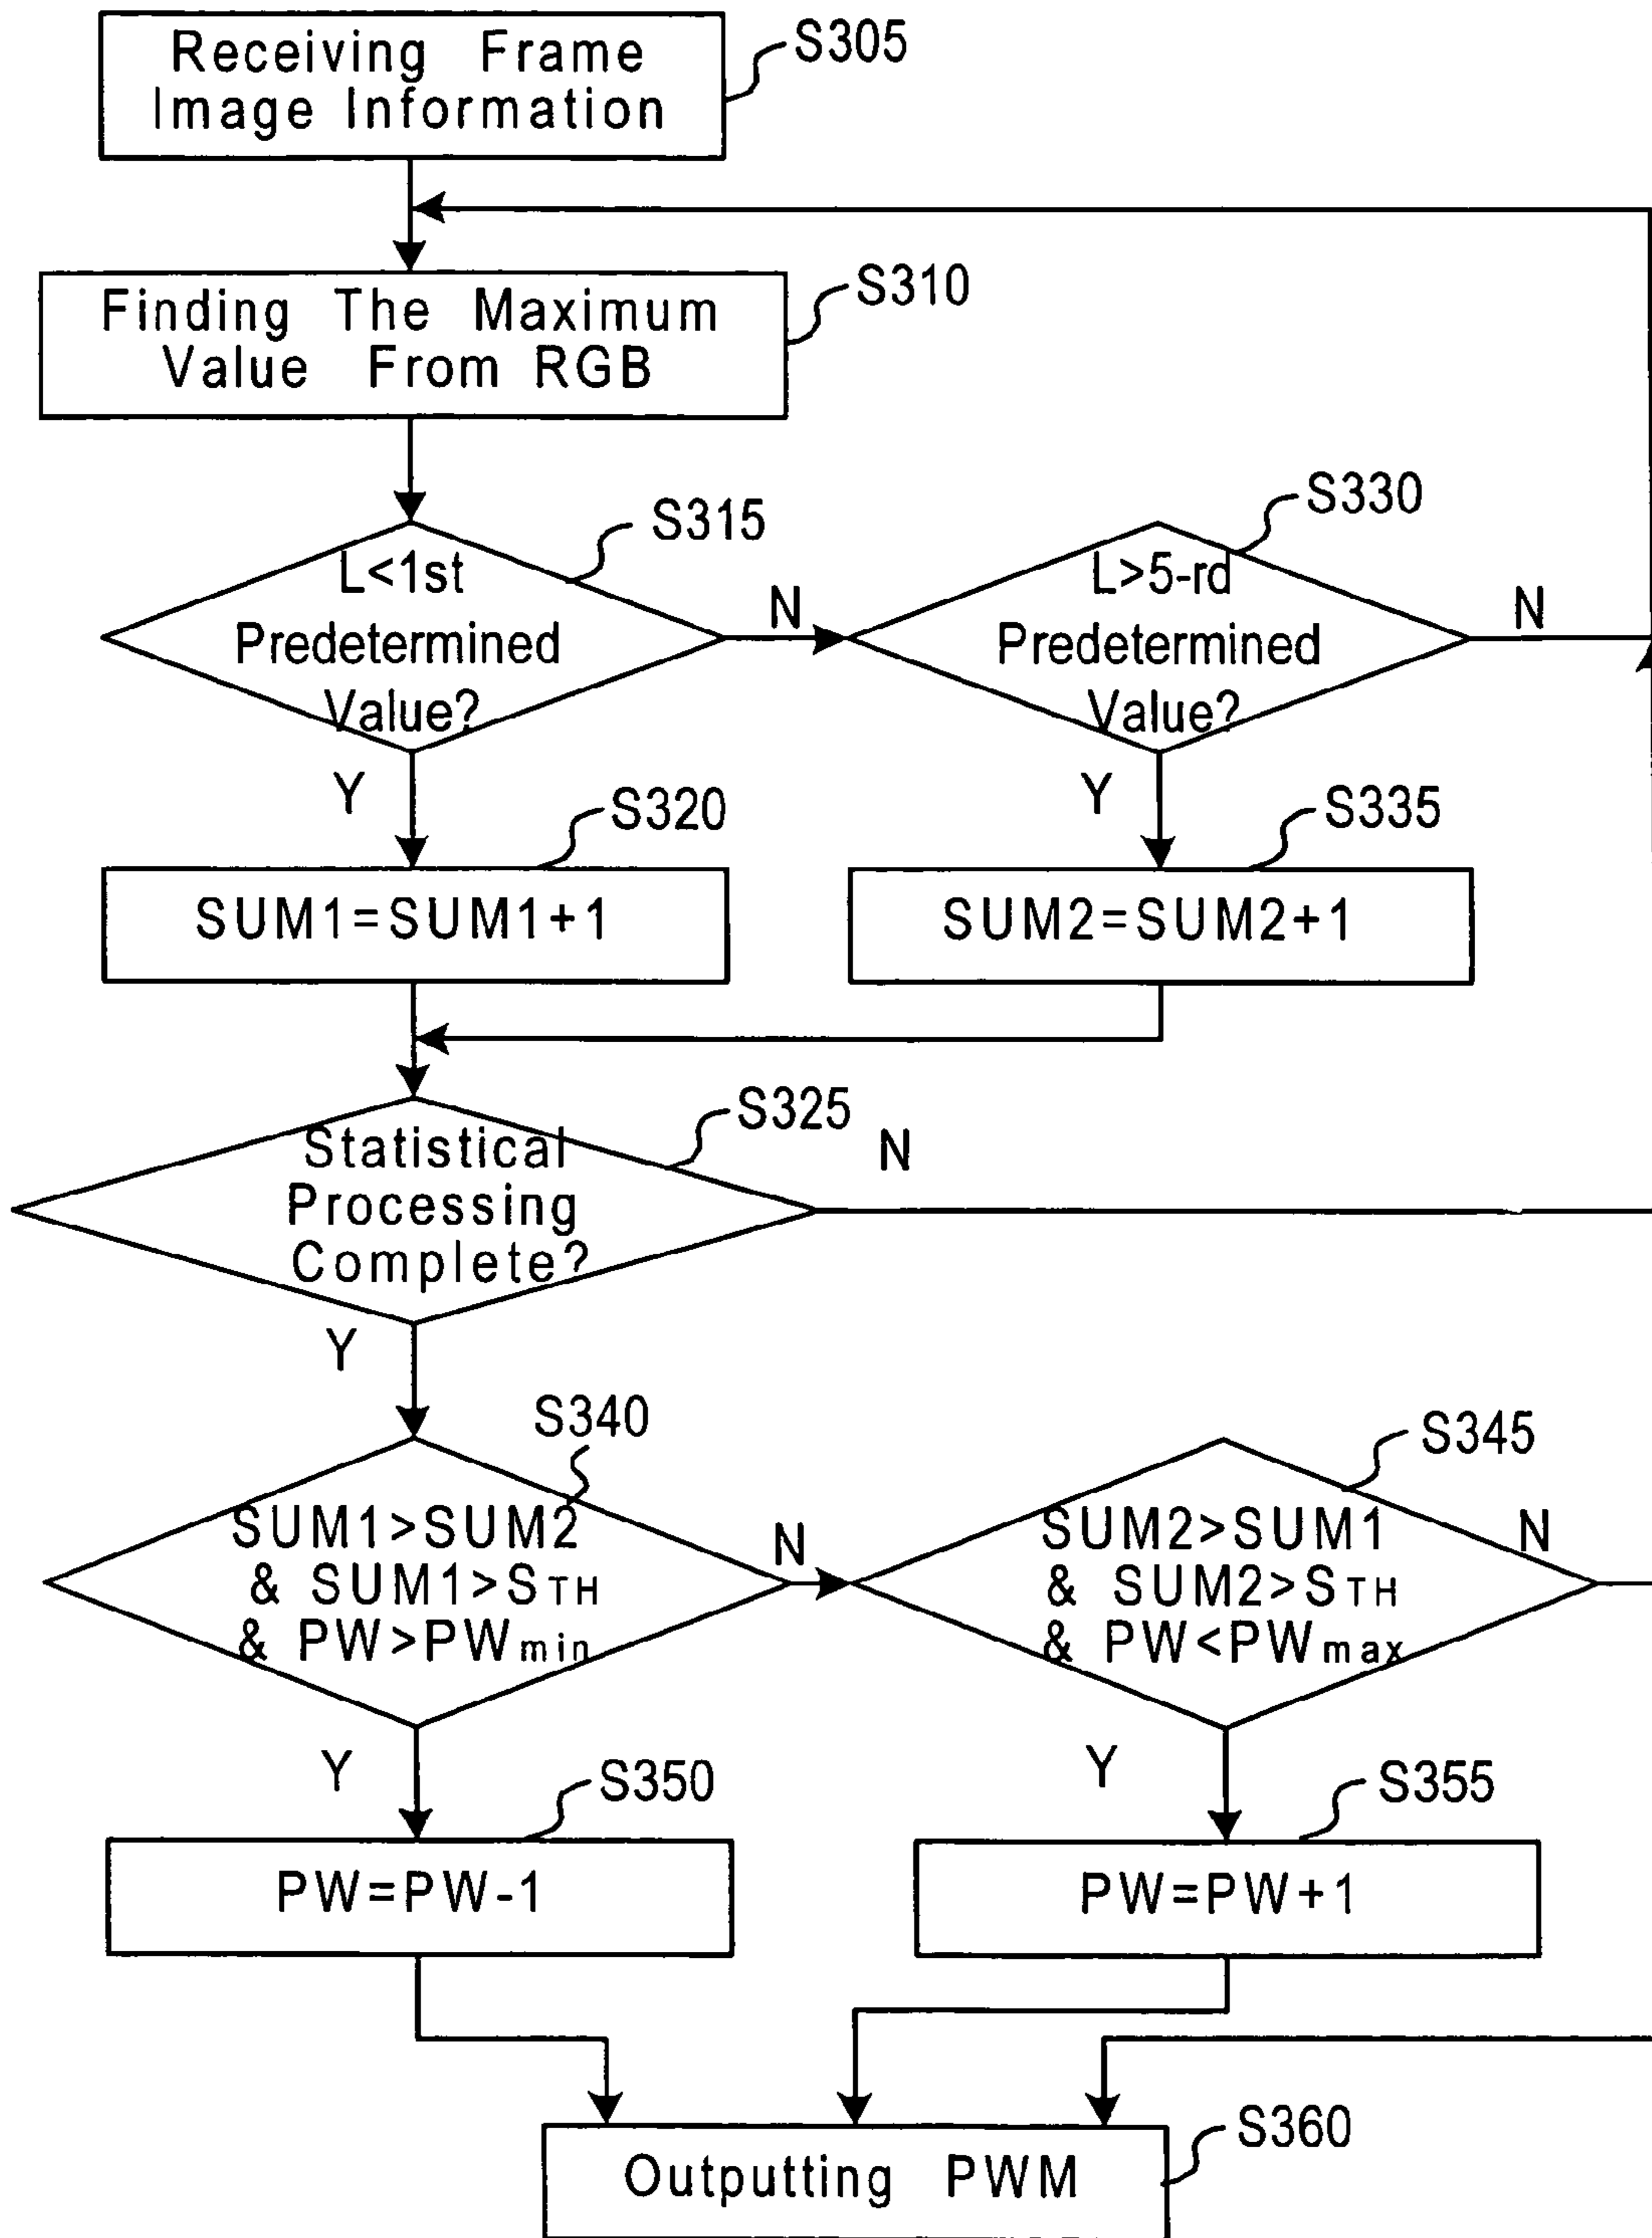 Receiving Frame
Image Information
S305
Finding The Maximum
Value From RGB
S310
L<1st
Predetermined
Value?
S315
N
Y
L>5-rd
Predetermined
Value?
S330
N
Y
SUM1=SUM1+1
S320
SUM2=SUM2+1
S335
Statistical
Processing
Complete?
S325
N
Y
SUM1>SUM2
& SUM1>STH
& PW>PWmin
S340
N
Y
SUM2>SUM1
& SUM2>STH
& PW<PWmax
S345
N
Y
PW=PW-1
S350
PW=PW+1
S355
Outputting PWM
S360